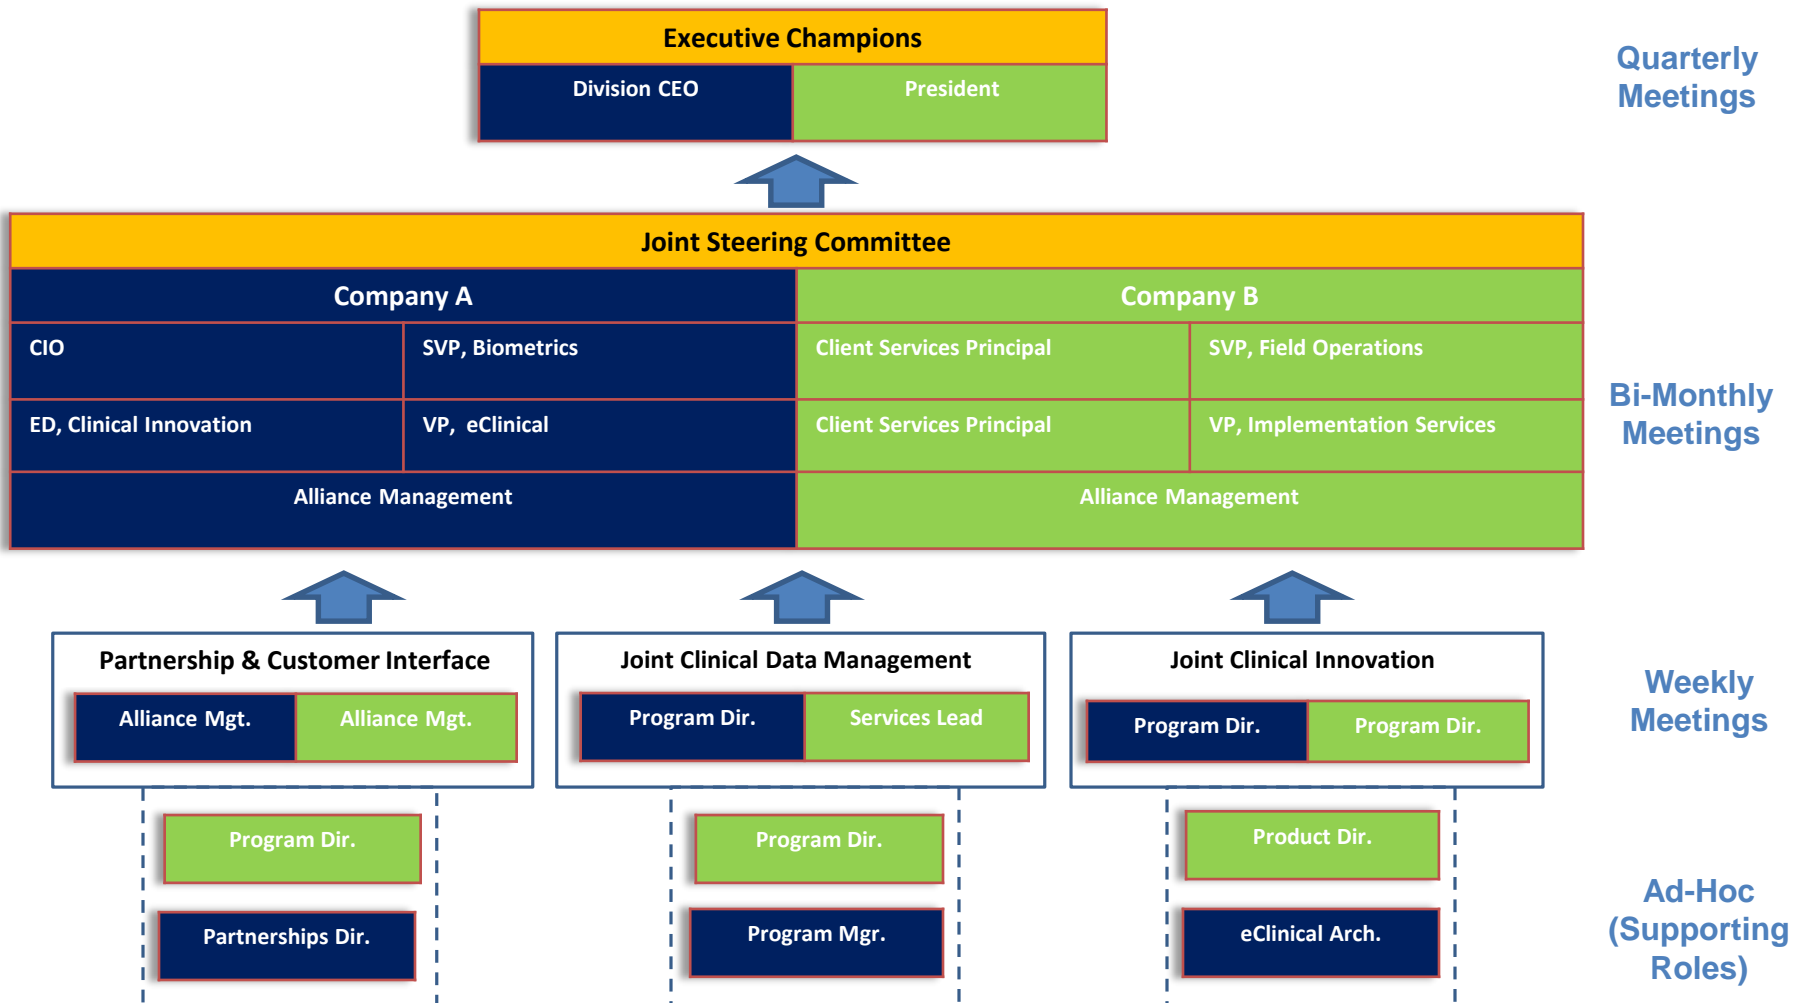 Executive Champions
Division CEO
President
Quarterly
Meetings
Joint Steering Committee
Company A
Company B
CIO
SVP, Biometrics
Client Services Principal
SVP, Field Operations
ED, Clinical Innovation
VP, eClinical
Client Services Principal
VP, Implementation Services
Alliance Management
Alliance Management
Bi-Monthly
Meetings
Partnership & Customer Interface
Alliance Mgt.
Alliance Mgt.
Joint Clinical Data Management
Program Dir.
Services Lead
Joint Clinical Innovation
Program Dir.
Program Dir.
Weekly
Meetings
Program Dir.
Program Dir.
Product Dir.
Partnerships Dir.
Program Mgr.
eClinical Arch.
Ad-Hoc
(Supporting
Roles)